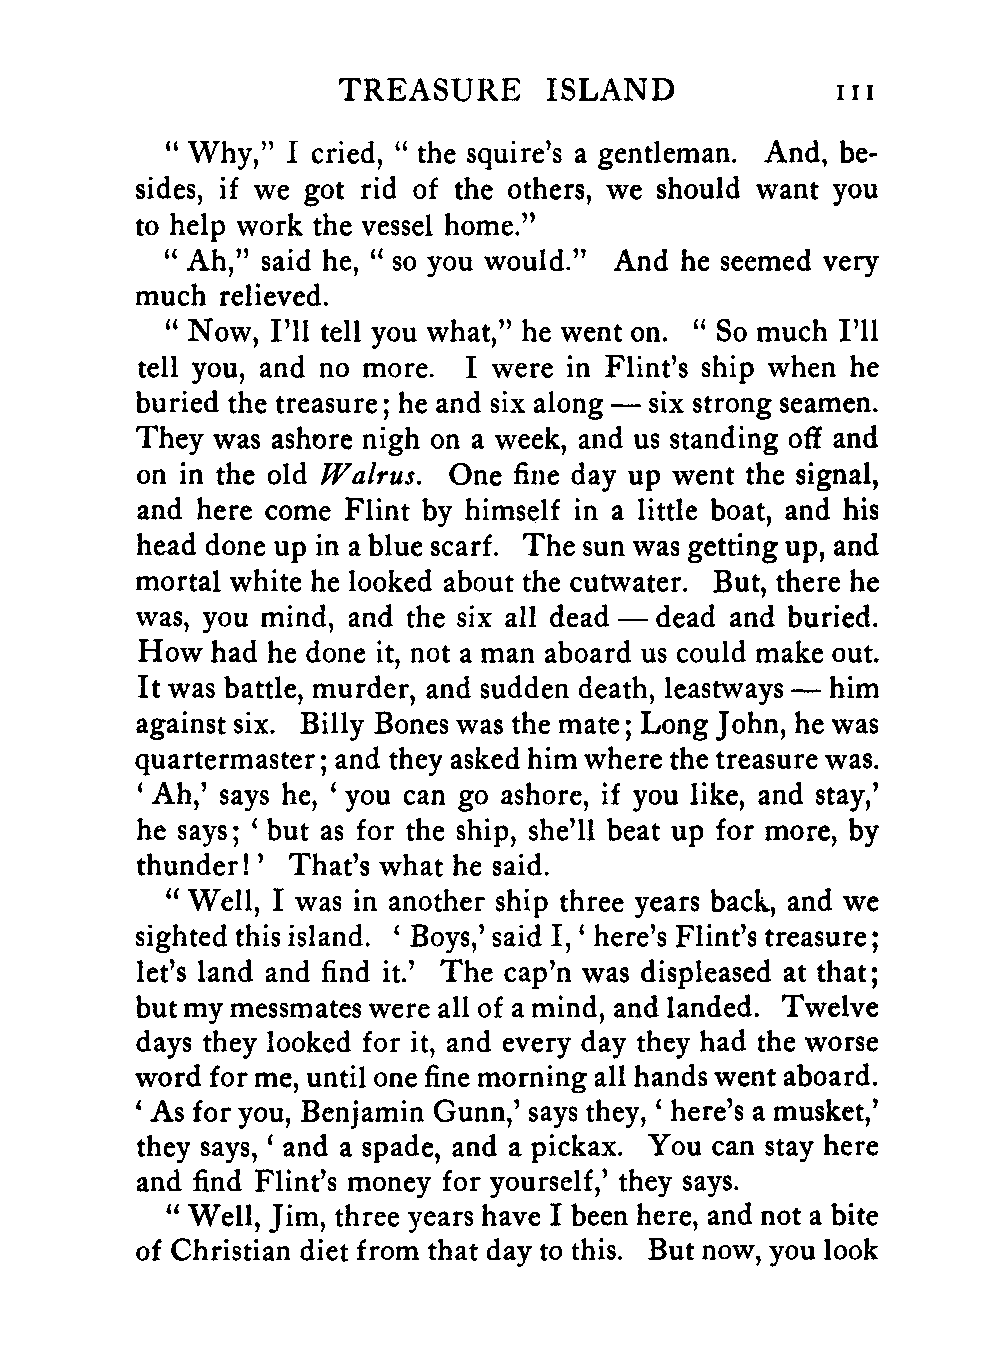 TREASURE ISLAND 111
“ Why,” I cried, “ the squire’s a gentleman. And, be-
sides, if we got rid of the others, we should want you
to help work the vessel home.”
“ Ah,” said he, “ so you would.” And he seemed very
much relieved.
“ Now, I’ll tell you what,” he went on. “ So much I’ll
tell you, and no more. I were in Flint’s ship when he
buried the treasure; he and six along — six strong seamen.
They was ashore nigh on a week, and us standing off and
on in the old Walrus. One fine day up went the signal,
and here come Flint by himself in a little boat, and his
head done up in a blue scarf. The sun was getting up, and
mortal white he looked about the cutwater. But, there he
was, you mind, and the six all dead — dead and buried.
How had he done it, not a man aboard us could make out.
It was battle, murder, and sudden death, leastways — him
against six. Billy Bones was the mate; Long John, he was
quartermaster; and they asked him where the treasure was.
‘ Ah,’ says he, ‘ you can go ashore, if you like, and stay,’
he says; ‘ but as for the ship, she’ll beat up for more, by
thunder! ’ That’s what he said.
“ Well, I was in another ship three years back, and we
sighted this island. ‘ Boys,’ said I, ‘ here’s Flint’s treasure;
let’s land and find it.’ The cap’n was displeased at that;
but my messmates were all of a mind, and landed. Twelve
days they looked for it, and every day they had the worse
word for me, until one fine morning all hands went aboard.
‘ As for you, Benjamin Gunn,’ says they, ‘ here’s a musket,’
they says, ‘ and a spade, and a pickax. You can stay here
and find Flint’s money for yourself,’ they says.
“ Well, Jim, three years have I been here, and not a bite
of Christian diet from that day to this. But now, you look